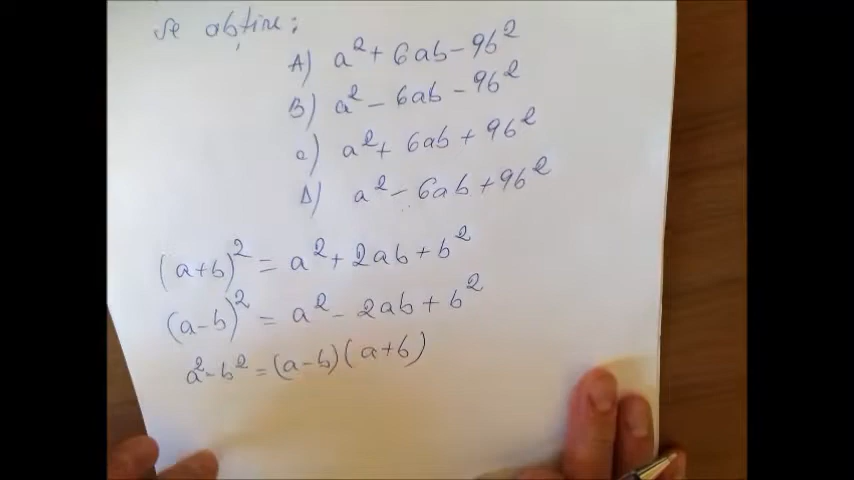 se obține:
A) a² + 6ab - 9b²
B) a² - 6ab - 9b²
c) a² + 6ab + 9b²
Δ) a² - 6ab + 9b²
(a+b)² = a² + 2ab + b²
(a-b)² = a² - 2ab + b²
a² - b² = (a-b)(a+b)